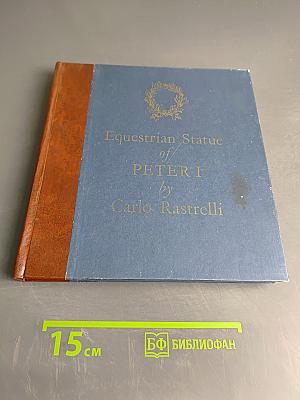 Equestrian Statue
of
PETER I
by
Carlo Rastrelli
15 см
БФ БИБЛИОФАН